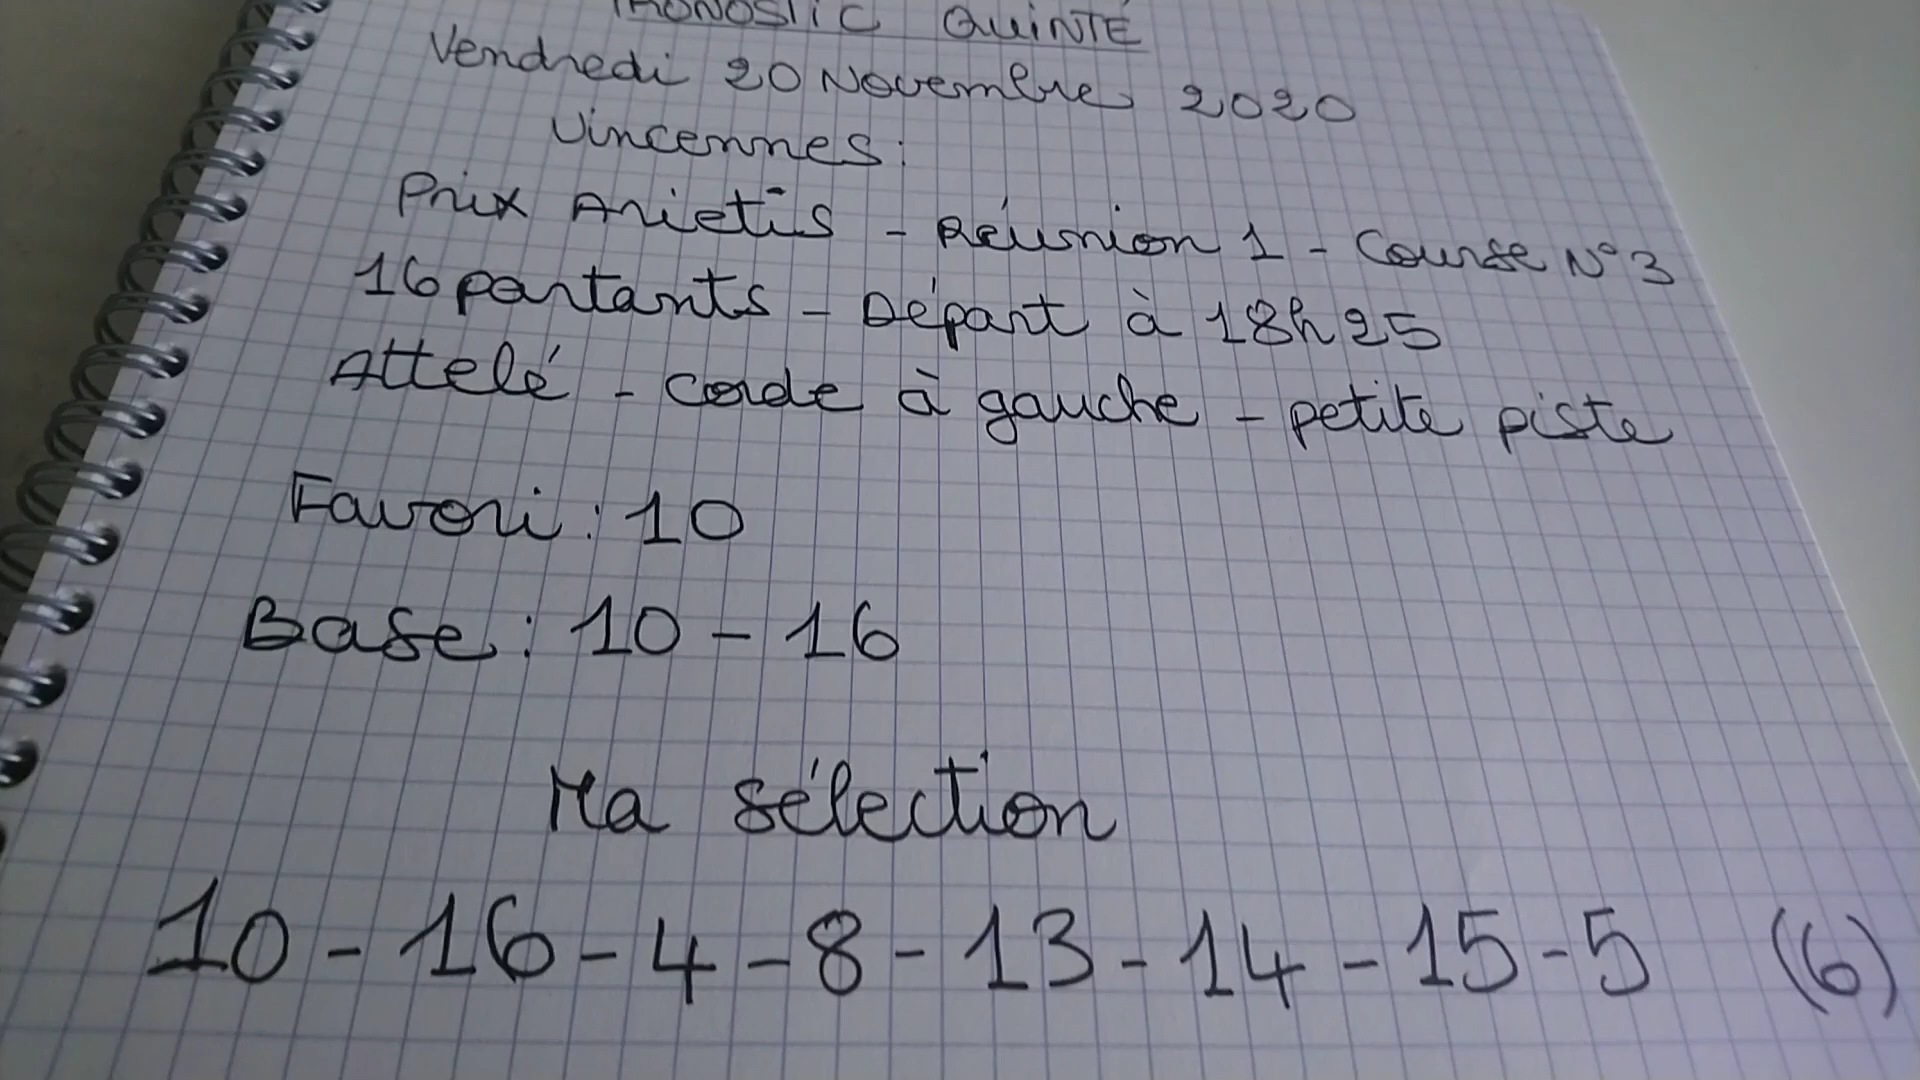 PRONOSTIC QUINTÉ
Vendredi 20 Novembre 2020
Vincennes:
Prix Arietis - Réunion 1 - Course N°3
16 partants - Départ à 18h25
Attelé - corde à gauche - petite piste
Favori : 10
Base : 10 - 16
Ma sélection
10 - 16 - 4 - 8 - 13 - 14 - 15 - 5 (6)